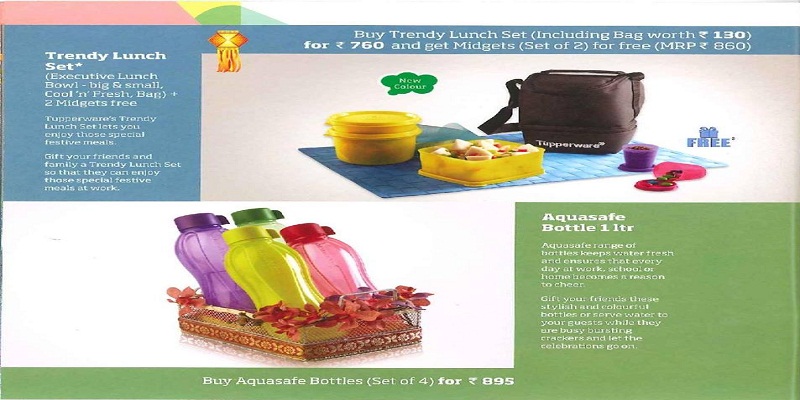 Buy Trendy Lunch Set (Including Bag worth ₹ 130)
for ₹ 760 and get Midgets (Set of 2) for free (MRP ₹ 860)
Trendy Lunch
Set*
(Executive Lunch
Bowl - big & small,
Cool 'n' Fresh, Bag) +
2 Midgets free
Tupperware's Trendy
Lunch Set lets you
enjoy those special
festive meals.
Gift your friends and
family a Trendy Lunch Set
so that they can enjoy
those special festive
meals at work.
New
Colour
Tupperware®
FREE*
Aquasafe
Bottle 1 ltr
Aquasafe range of
bottles keeps water fresh
and ensures that every
day at work, school or
home becomes a reason
to cheer.
Gift your friends these
stylish and colourful
bottles or serve water to
your guests while they
are busy bursting
crackers and let the
celebrations go on.
Buy Aquasafe Bottles (Set of 4) for ₹ 895